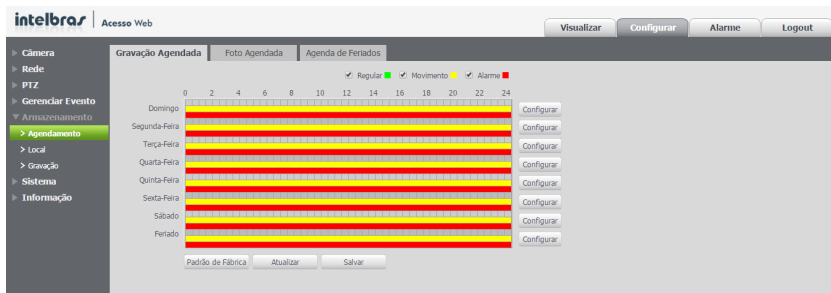 intelbras Acesso Web
Visualizar Configurar Alarme Logout
Câmera
Rede
PTZ
Gerenciar Evento
Armazenamento
> Agendamento
> Local
> Gravação
Sistema
Informação
Gravação Agendada Foto Agendada Agenda de Feriados
Regular Movimento Alarme
0 2 4 6 8 10 12 14 16 18 20 22 24
Domingo Configurar
Segunda-Feira Configurar
Terça-Feira Configurar
Quarta-Feira Configurar
Quinta-Feira Configurar
Sexta-Feira Configurar
Sábado Configurar
Feriado Configurar
Padrão de Fábrica Atualizar Salvar